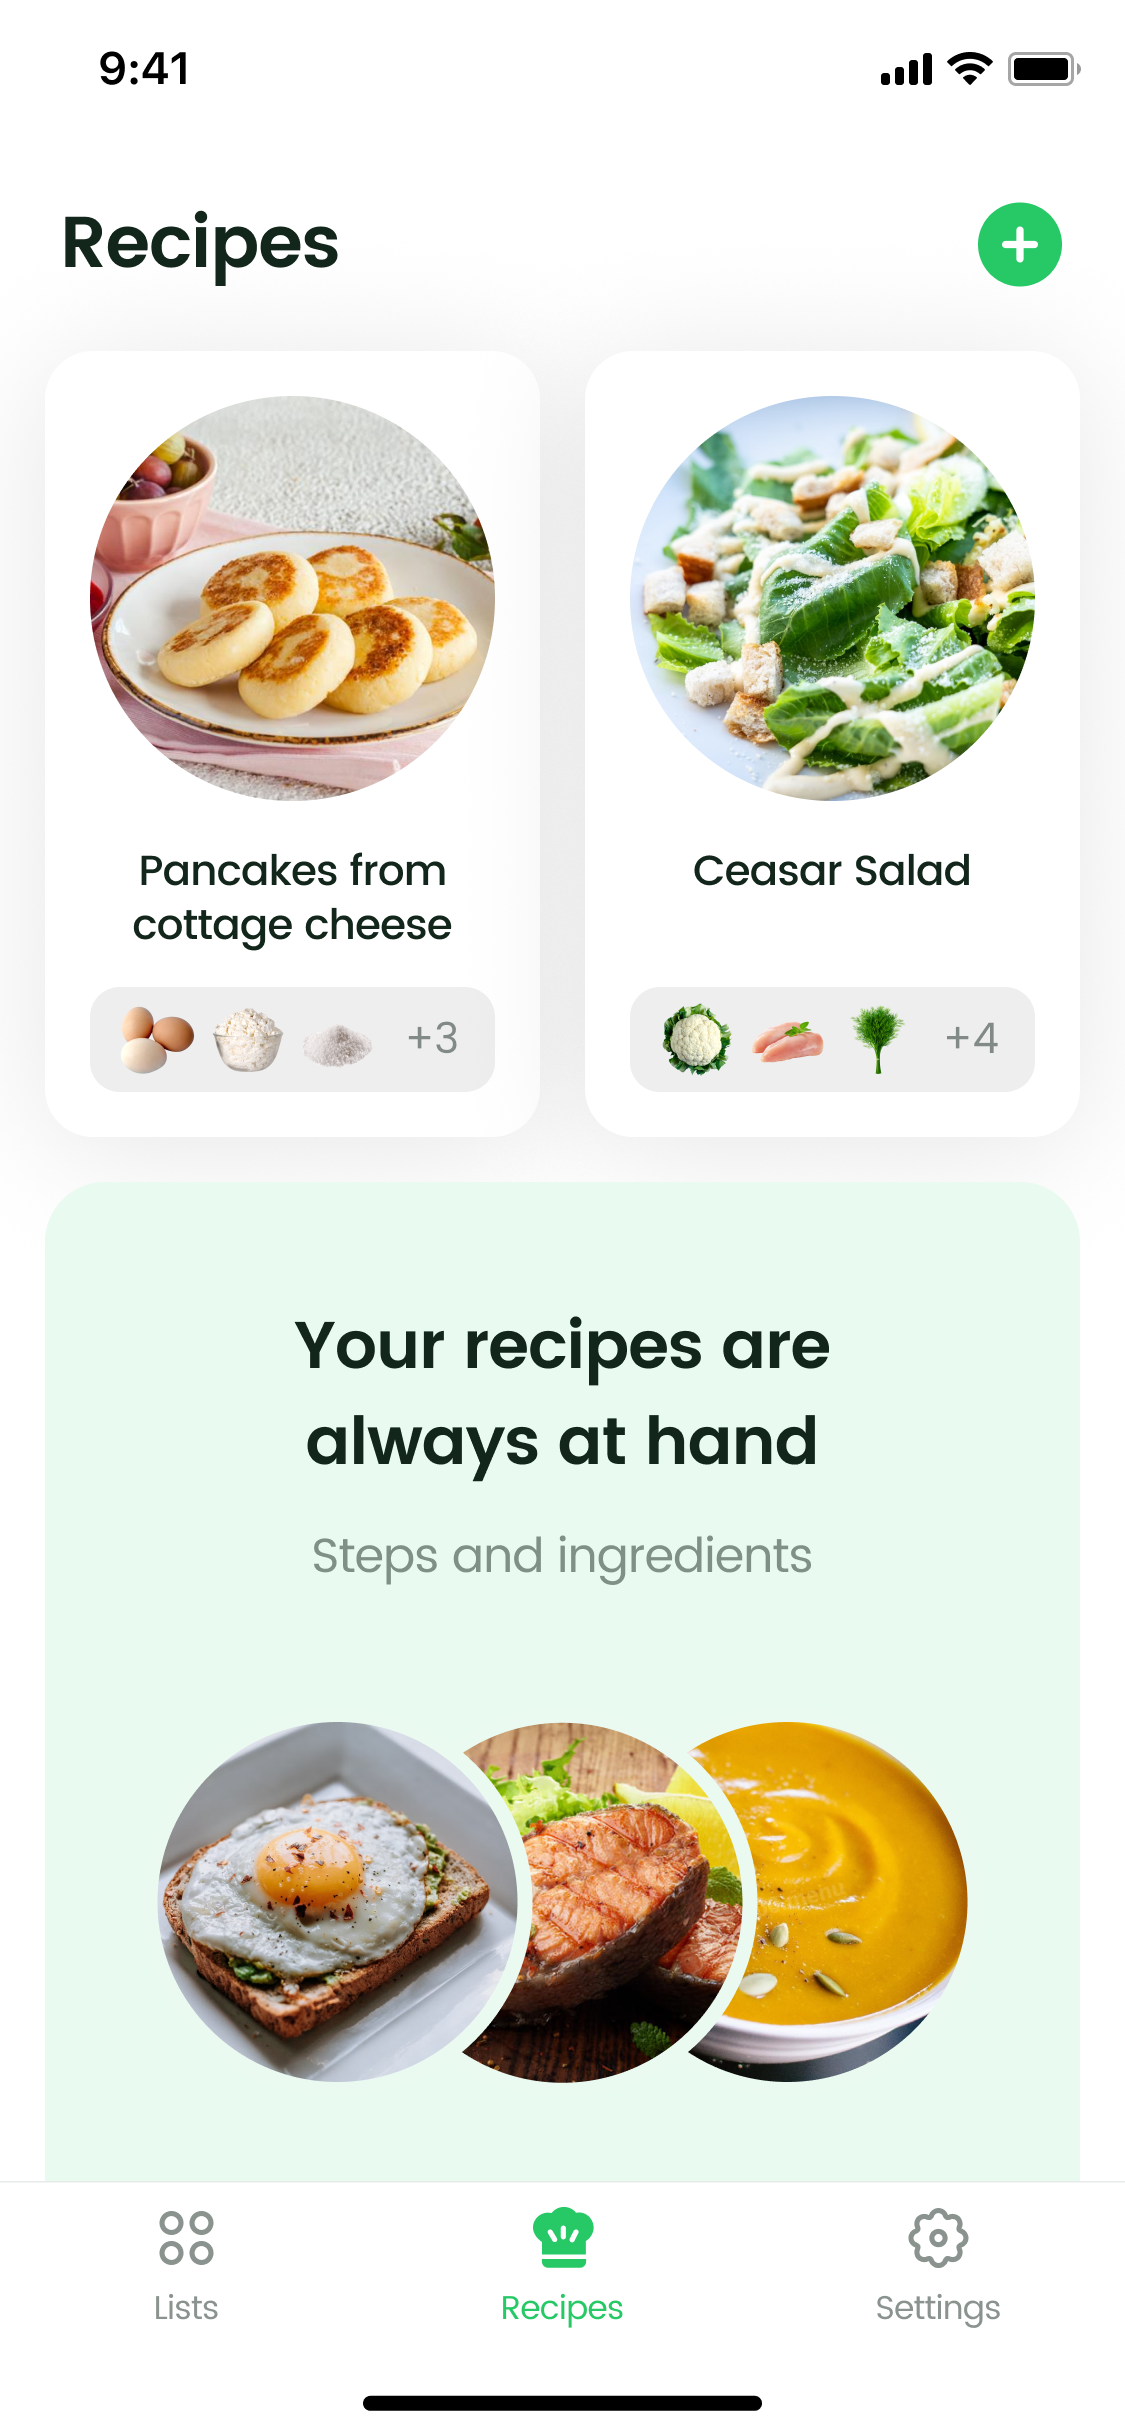 9:41
Recipes
Pancakes from
cottage cheese
+3
Ceasar Salad
+4
Your recipes are
always at hand
Steps and ingredients
Lists
Recipes
Settings